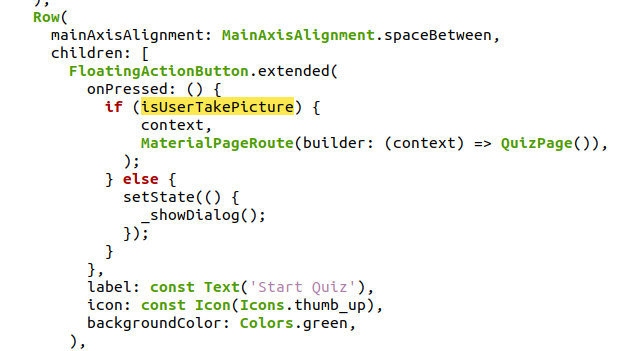 ),
Row(
mainAxisAlignment: MainAxisAlignment.spaceBetween,
children: [
FloatingActionButton.extended(
onPressed: () {
if (isUserTakePicture) {
context,
MaterialPageRoute(builder: (context) => QuizPage()),
);
} else {
setState(() {
_showDialog();
});
}
},
label: const Text('Start Quiz'),
icon: const Icon(Icons.thumb_up),
backgroundColor: Colors.green,
),